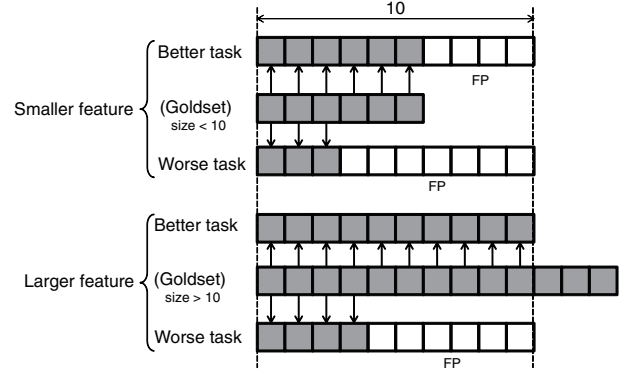 10
Better task
FP
Smaller feature
(Goldset)
size < 10
Worse task
FP
Better task
Larger feature
(Goldset)
size > 10
Worse task
FP